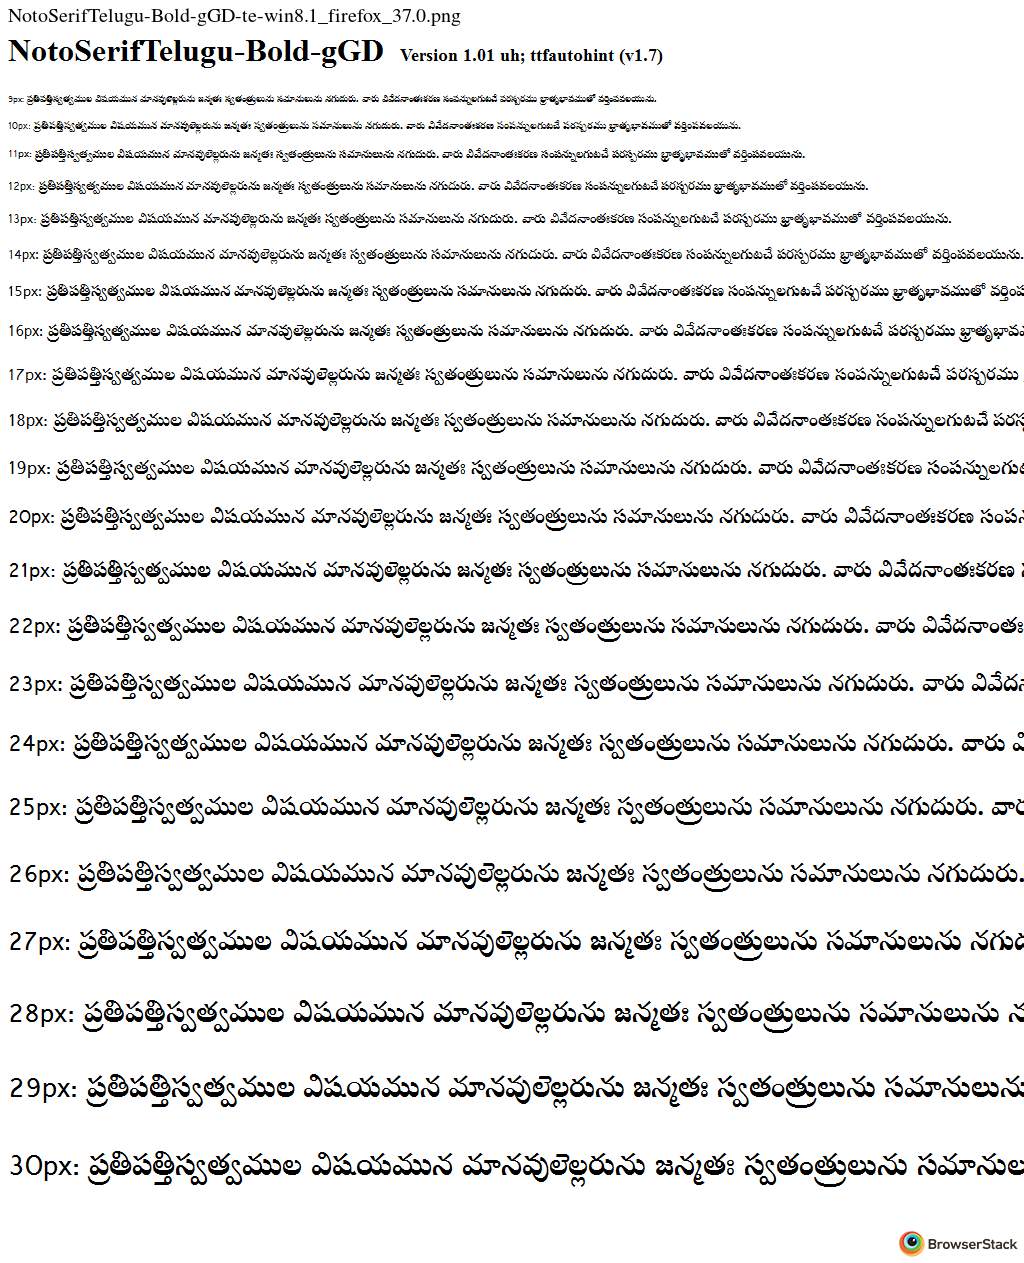 NotoSerifTelugu-Bold-gGD-te-win8.1_firefox_37.0.png
NotoSerifTelugu-Bold-gGD Version 1.01 uh; ttfautohint (v1.7)
9px: ప్రతిపత్తిస్వత్వముల విషయమున మానవులెల్లరును జన్మతః స్వతంత్రులును సమానులును నగుదురు. వారు వివేదనాంతఃకరణ సంపన్నులగుటచే పరస్పరము భ్రాతృభావముతో వర్తింపవలయును.
10px: ప్రతిపత్తిస్వత్వముల విషయమున మానవులెల్లరును జన్మతః స్వతంత్రులును సమానులును నగుదురు. వారు వివేదనాంతఃకరణ సంపన్నులగుటచే పరస్పరము భ్రాతృభావముతో వర్తింపవలయును.
11px: ప్రతిపత్తిస్వత్వముల విషయమున మానవులెల్లరును జన్మతః స్వతంత్రులును సమానులును నగుదురు. వారు వివేదనాంతఃకరణ సంపన్నులగుటచే పరస్పరము భ్రాతృభావముతో వర్తింపవలయును.
12px: ప్రతిపత్తిస్వత్వముల విషయమున మానవులెల్లరును జన్మతః స్వతంత్రులును సమానులును నగుదురు. వారు వివేదనాంతఃకరణ సంపన్నులగుటచే పరస్పరము భ్రాతృభావముతో వర్తింపవలయును.
13px: ప్రతిపత్తిస్వత్వముల విషయమున మానవులెల్లరును జన్మతః స్వతంత్రులును సమానులును నగుదురు. వారు వివేదనాంతఃకరణ సంపన్నులగుటచే పరస్పరము భ్రాతృభావముతో వర్తింపవలయును.
14px: ప్రతిపత్తిస్వత్వముల విషయమున మానవులెల్లరును జన్మతః స్వతంత్రులును సమానులును నగుదురు. వారు వివేదనాంతఃకరణ సంపన్నులగుటచే పరస్పరము భ్రాతృభావముతో వర్తింపవలయును.
15px: ప్రతిపత్తిస్వత్వముల విషయమున మానవులెల్లరును జన్మతః స్వతంత్రులును సమానులును నగుదురు. వారు వివేదనాంతఃకరణ సంపన్నులగుటచే పరస్పరము భ్రాతృభావముతో వర్తింప
16px: ప్రతిపత్తిస్వత్వముల విషయమున మానవులెల్లరును జన్మతః స్వతంత్రులును సమానులును నగుదురు. వారు వివేదనాంతఃకరణ సంపన్నులగుటచే పరస్పరము భ్రాతృభావ
17px: ప్రతిపత్తిస్వత్వముల విషయమున మానవులెల్లరును జన్మతః స్వతంత్రులును సమానులును నగుదురు. వారు వివేదనాంతఃకరణ సంపన్నులగుటచే పరస్పరము
18px: ప్రతిపత్తిస్వత్వముల విషయమున మానవులెల్లరును జన్మతః స్వతంత్రులును సమానులును నగుదురు. వారు వివేదనాంతఃకరణ సంపన్నులగుటచే పరస్ప
19px: ప్రతిపత్తిస్వత్వముల విషయమున మానవులెల్లరును జన్మతః స్వతంత్రులును సమానులును నగుదురు. వారు వివేదనాంతఃకరణ సంపన్నులగుట
20px: ప్రతిపత్తిస్వత్వముల విషయమున మానవులెల్లరును జన్మతః స్వతంత్రులును సమానులును నగుదురు. వారు వివేదనాంతఃకరణ సంప
21px: ప్రతిపత్తిస్వత్వముల విషయమున మానవులెల్లరును జన్మతః స్వతంత్రులును సమానులును నగుదురు. వారు వివేదనాంతఃకరణ
22px: ప్రతిపత్తిస్వత్వముల విషయమున మానవులెల్లరును జన్మతః స్వతంత్రులును సమానులును నగుదురు. వారు వివేదనాంతః
23px: ప్రతిపత్తిస్వత్వముల విషయమున మానవులెల్లరును జన్మతః స్వతంత్రులును సమానులును నగుదురు. వారు వివేదన
24px: ప్రతిపత్తిస్వత్వముల విషయమున మానవులెల్లరును జన్మతః స్వతంత్రులును సమానులును నగుదురు. వారు వి
25px: ప్రతిపత్తిస్వత్వముల విషయమున మానవులెల్లరును జన్మతః స్వతంత్రులును సమానులును నగుదురు. వార
26px: ప్రతిపత్తిస్వత్వముల విషయమున మానవులెల్లరును జన్మతః స్వతంత్రులును సమానులును నగుదురు.
27px: ప్రతిపత్తిస్వత్వముల విషయమున మానవులెల్లరును జన్మతః స్వతంత్రులును సమానులును నగుద
28px: ప్రతిపత్తిస్వత్వముల విషయమున మానవులెల్లరును జన్మతః స్వతంత్రులును సమానులును న
29px: ప్రతిపత్తిస్వత్వముల విషయమున మానవులెల్లరును జన్మతః స్వతంత్రులును సమానులును
30px: ప్రతిపత్తిస్వత్వముల విషయమున మానవులెల్లరును జన్మతః స్వతంత్రులును సమానుల
BrowserStack